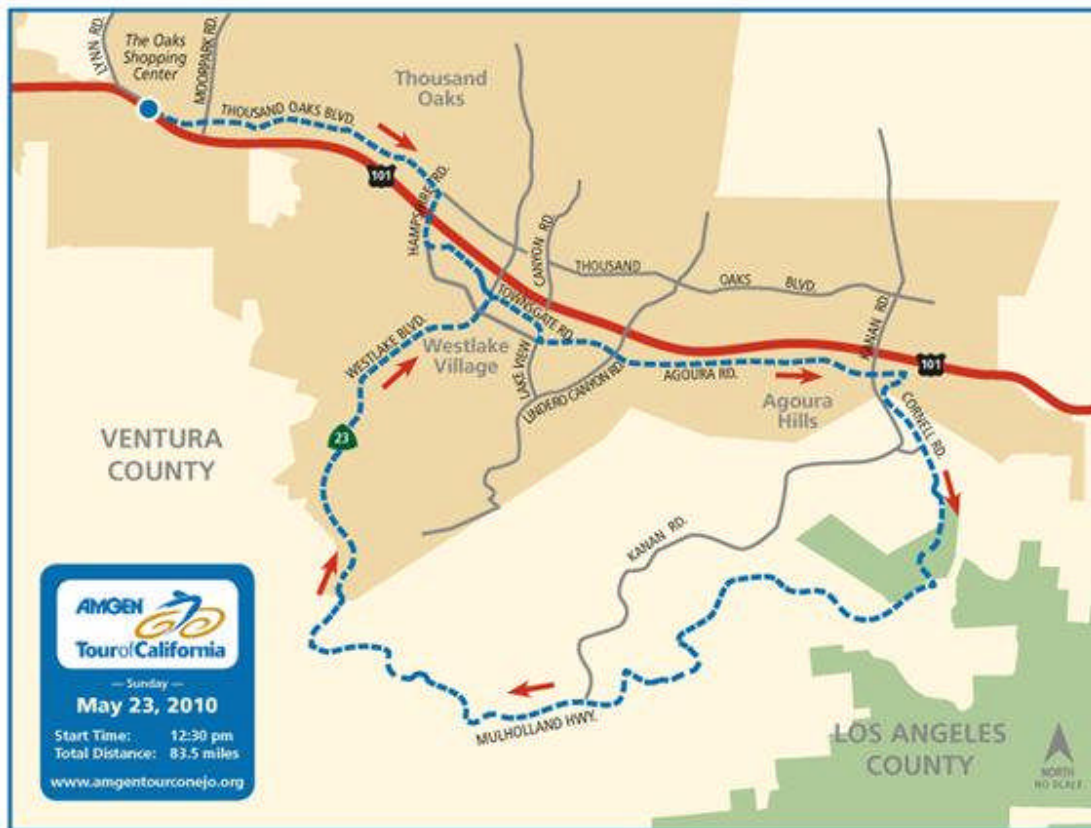 LYNN RD.
The Oaks
Shopping
Center
MOORPARK RD.
THOUSAND OAKS BLVD.
Thousand
Oaks
101
HAMPSHIRE RD.
CANYON RD.
THOUSAND OAKS BLVD.
TOWNSGATE RD.
WESTLAKE BLVD.
Westlake
Village
LAKE VIEW
LINDERO CANYON RD.
AGOURA RD.
KANAN RD.
101
Agoura
Hills
CORNELL RD.
VENTURA
COUNTY
23
KANAN RD.
MULHOLLAND HWY.
AMGEN
Tour of California
— Sunday —
May 23, 2010
Start Time: 12:30 pm
Total Distance: 83.5 miles
www.amgentourconejo.org
LOS ANGELES
COUNTY
NORTH
NO SCALE